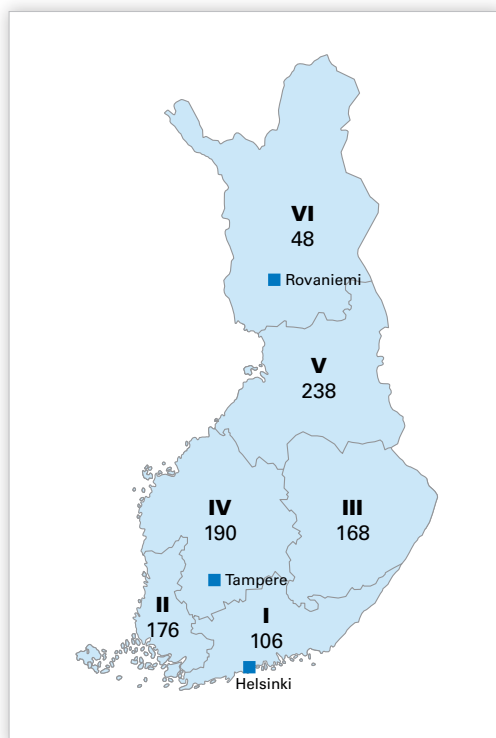 VI
48
Rovaniemi
V
238
IV
190
III
168
Tampere
II
176
I
106
Helsinki